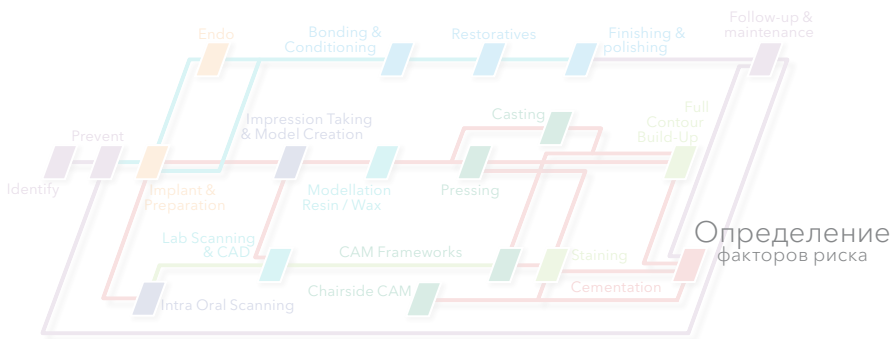 Follow-up &
maintenance
Endo
Bonding &
Conditioning
Restoratives
Finishing &
polishing
Impression Taking
& Model Creation
Casting
Full
Contour
Build-Up
Prevent
Identify
Implant &
Preparation
Modellation
Resin / Wax
Pressing
Lab Scanning
& CAD
CAM Frameworks
Staining
Определение
факторов риска
Intra Oral Scanning
Chairside CAM
Cementation